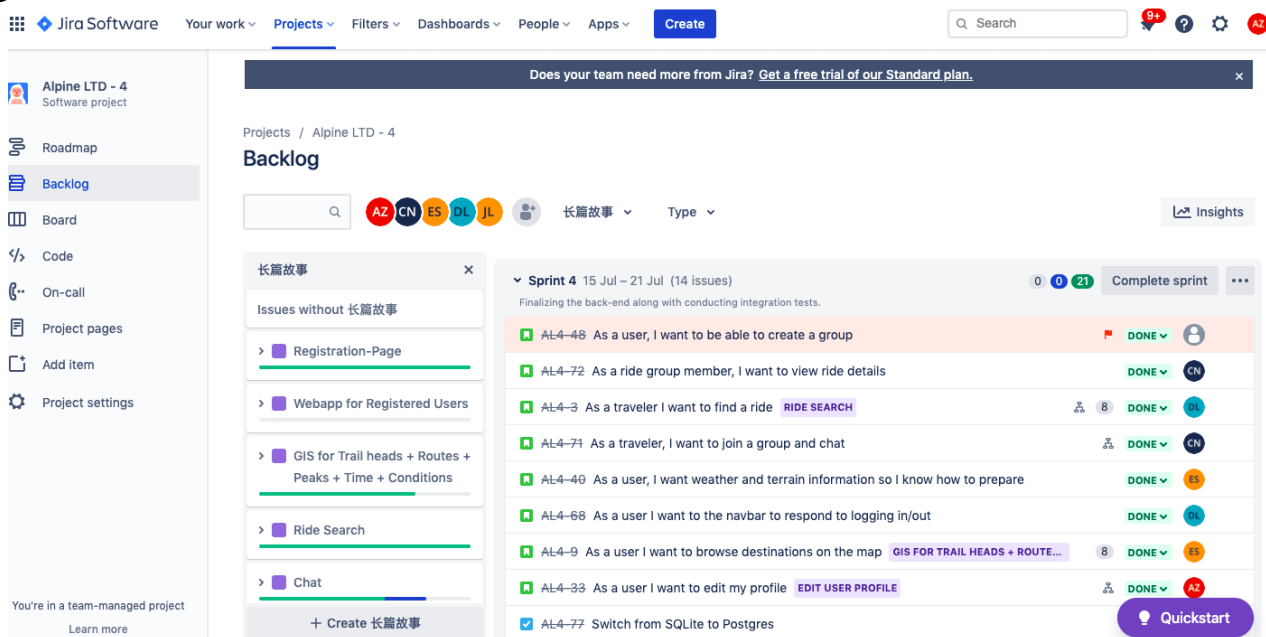 Jira Software Your work Projects Filters Dashboards People Apps Create Search 9+ AZ
Does your team need more from Jira? Get a free trial of our Standard plan. ×
Alpine LTD - 4
Software project
Roadmap
Backlog
Board
Code
On-call
Project pages
Add item
Project settings
You're in a team-managed project
Learn more
Projects / Alpine LTD - 4
Backlog
AZ CN ES DL JL 长篇故事 Type Insights
长篇故事
Issues without 长篇故事
Registration-Page
Webapp for Registered Users
GIS for Trail heads + Routes +
Peaks + Time + Conditions
Ride Search
Chat
+ Create 长篇故事
Sprint 4 15 Jul – 21 Jul (14 issues) 0 0 21 Complete sprint
Finalizing the back-end along with conducting integration tests.
AL4-48 As a user, I want to be able to create a group DONE
AL4-72 As a ride group member, I want to view ride details DONE CN
AL4-3 As a traveler I want to find a ride RIDE SEARCH 8 DONE DL
AL4-71 As a traveler, I want to join a group and chat DONE CN
AL4-40 As a user, I want weather and terrain information so I know how to prepare DONE ES
AL4-68 As a user I want to the navbar to respond to logging in/out DONE DL
AL4-9 As a user I want to browse destinations on the map GIS FOR TRAIL HEADS + ROUTE... 8 DONE ES
AL4-33 As a user I want to edit my profile EDIT USER PROFILE DONE AZ
AL4-77 Switch from SQLite to Postgres
Quickstart